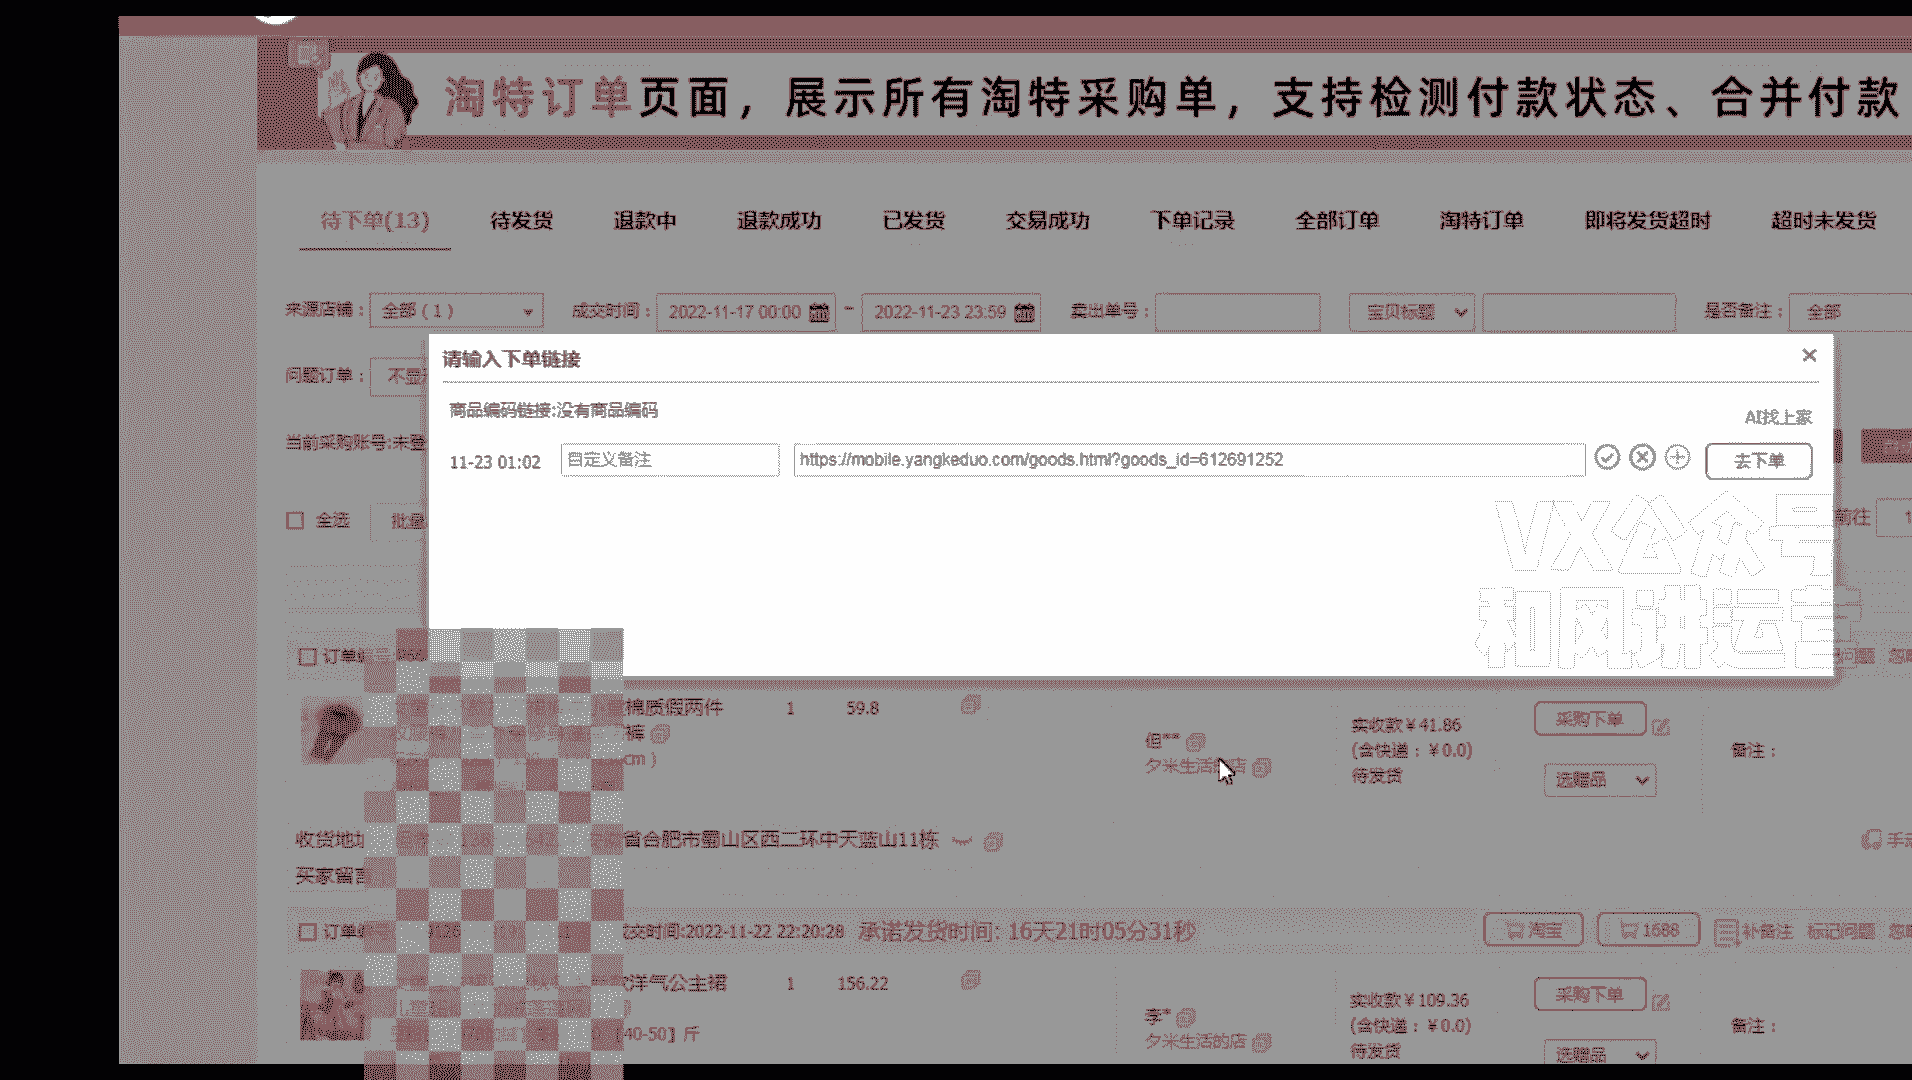 淘特订单页面，展示所有淘特采购单，支持检测付款状态、合并付款
待下单(13) 待发货 退款中 退款成功 已发货 交易成功 下单记录 全部订单 淘特订单 即将发货超时 超时未发货
来源店铺： 全部（1） 成交时间： 2022-11-17 00:00 - 2022-11-23 23:59 卖出单号： 宝贝标题 是否备注： 全部
问题订单： 不显
请输入下单链接 ×
商品编码链接:没有商品编码
AI找上家
当前采购账号:未登
11-23 01:02 自定义备注 https://mobile.yangkeduo.com/goods.html?goods_id=612691252 去下单
全选 批量
前往 1
VX公众号
和风讲运营
订单编号
问题
棉质假两件 1 59.8
裤
cm）
但**
夕米生活的店
实收款￥41.86
(含快递：￥0.0)
待发货
采购下单
选赠品
备注：
收货地址 省合肥市蜀山区西二环中天蓝山11栋
买家留言
订单编号 成交时间:2022-11-22 22:20:28 承诺发货时间: 16天21时05分31秒 淘宝 1688 补备注 标记问题
洋气公主裙 1 156.22
[40-50] 斤
李*
夕米生活的店
实收款￥109.36
(含快递：￥0.0)
待发货
采购下单
选赠品
备注：